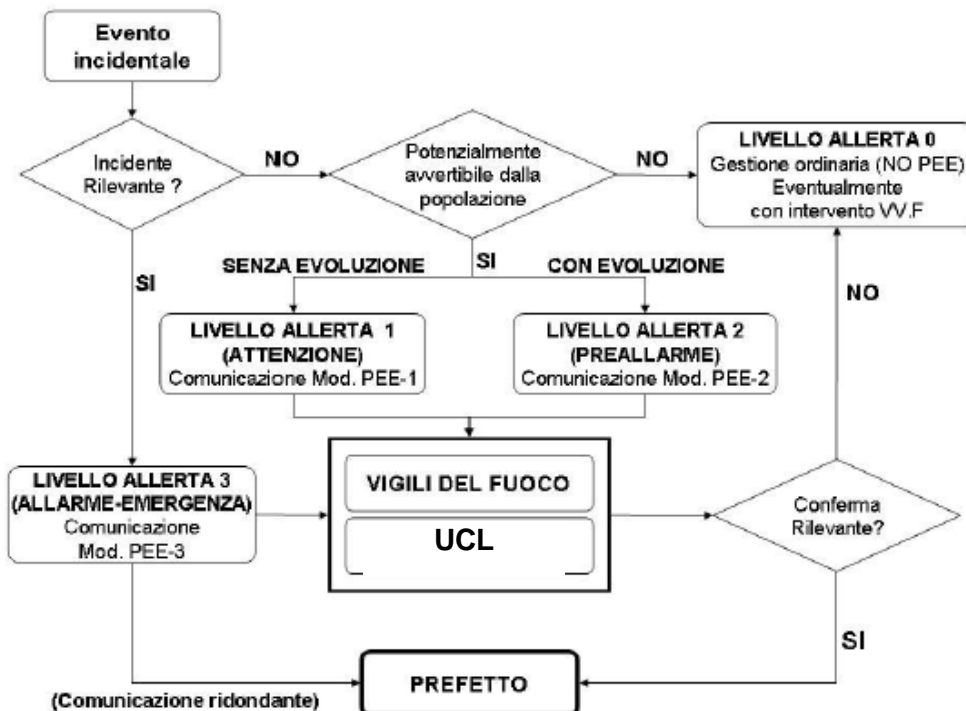 Evento
incidentale
Incidente
Rilevante ?
NO
Potenzialmente
avvertibile dalla
popolazione
NO
LIVELLO ALLERTA 0
Gestione ordinaria (NO PEE)
Eventualmente
con intervento VV.F
SI
SENZA EVOLUZIONE
SI
CON EVOLUZIONE
NO
LIVELLO ALLERTA 1
(ATTENZIONE)
Comunicazione Mod. PEE-1
LIVELLO ALLERTA 2
(PREALLARME)
Comunicazione Mod. PEE-2
LIVELLO ALLERTA 3
(ALLARME-EMERGENZA)
Comunicazione
Mod. PEE-3
VIGILI DEL FUOCO
UCL
Conferma
Rilevante?
SI
(Comunicazione ridondante)
PREFETTO